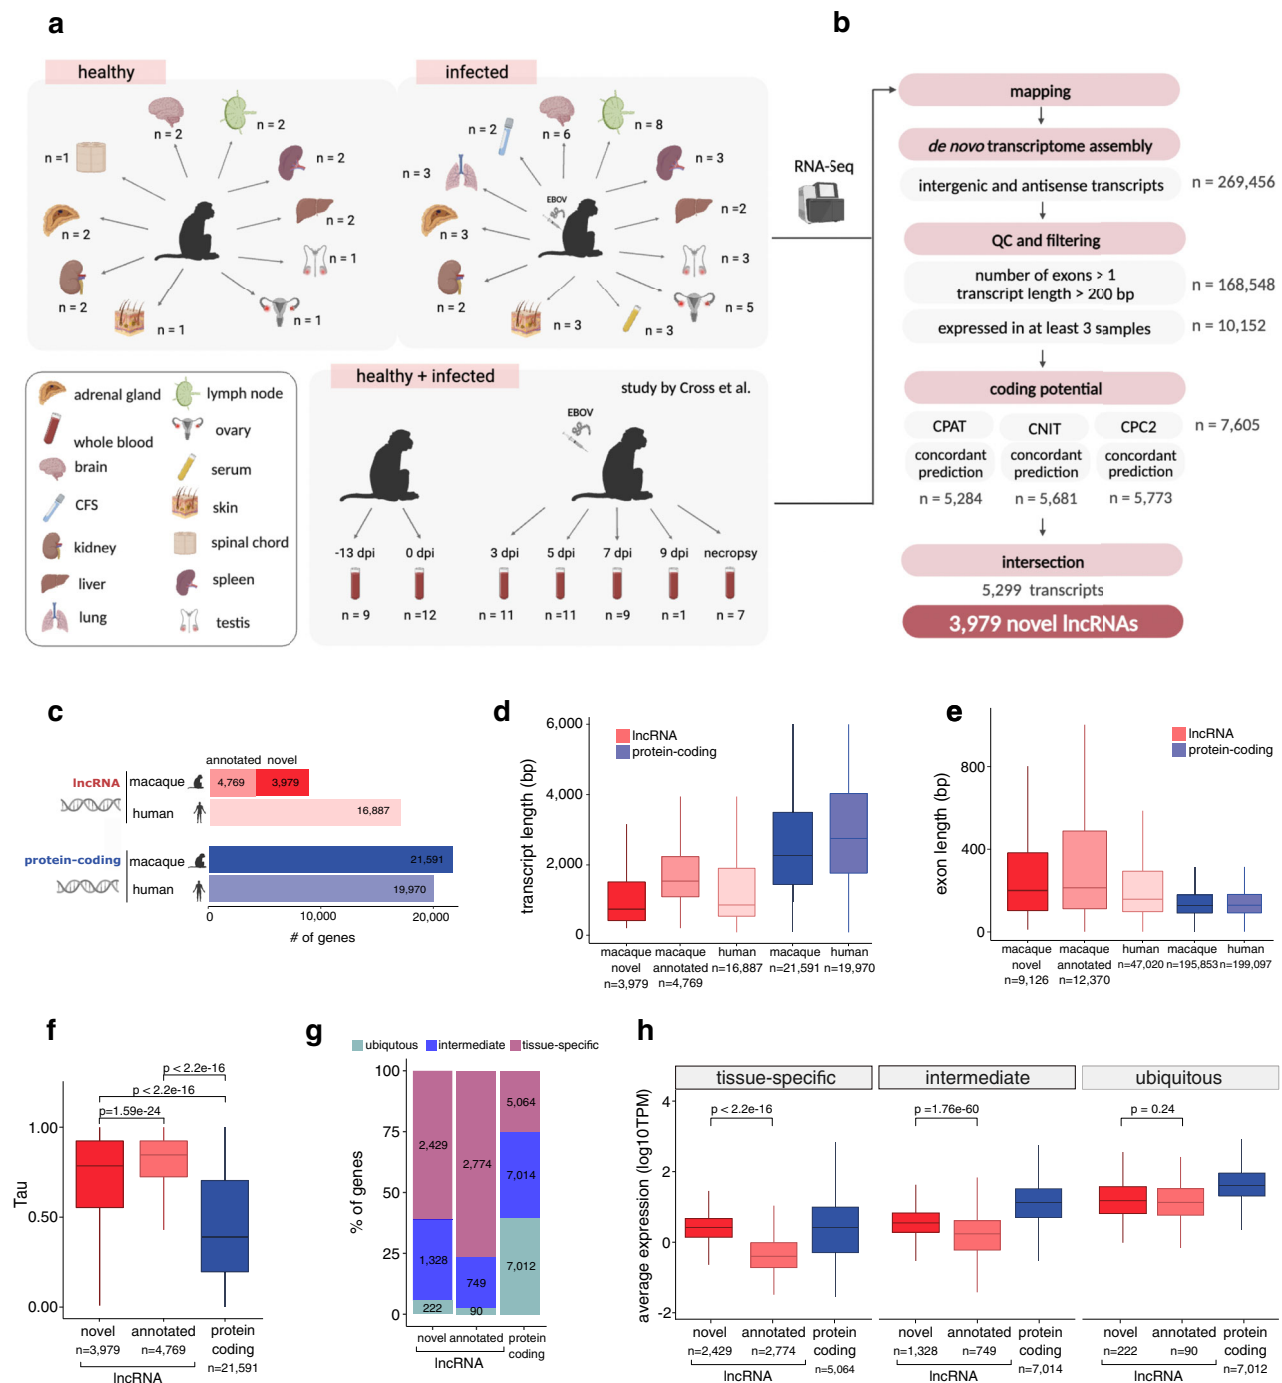 a
healthy
n = 2
n = 2
n =1
n = 2
n = 2
n = 2
n = 1
n = 2
n = 1
n = 1
infected
n = 2
n = 6
n = 8
n = 3
n = 3
EBOV
n =2
n = 3
n = 3
n = 2
n = 5
n = 3
n = 3
RNA-Seq
adrenal gland
lymph node
whole blood
ovary
brain
serum
CFS
skin
kidney
spinal chord
liver
spleen
lung
testis
healthy + infected
study by Cross et al.
EBOV
-13 dpi
0 dpi
3 dpi
5 dpi
7 dpi
9 dpi
necropsy
n = 9
n =12
n = 11
n =11
n =9
n =1
n = 7
b
mapping
de novo transcriptome assembly
intergenic and antisense transcripts
n = 269,456
QC and filtering
number of exons > 1
transcript length > 200 bp
n = 168,548
expressed in at least 3 samples
n = 10,152
coding potential
CPAT
CNIT
CPC2
n = 7,605
concordant prediction
concordant prediction
concordant prediction
n = 5,284
n = 5,681
n = 5,773
intersection
5,299 transcripts
3,979 novel lncRNAs
c
annotated novel
lncRNA
macaque
4,769
3,979
human
16,887
protein-coding
macaque
21,591
human
19,970
0
10,000
20,000
# of genes
d
transcript length (bp)
6,000
4,000
2,000
0
lncRNA
protein-coding
macaque novel n=3,979
macaque annotated n=4,769
human n=16,887
macaque n=21,591
human n=19,970
e
exon length (bp)
800
400
0
lncRNA
protein-coding
macaque novel n=9,126
macaque annotated n=12,370
human n=47,020
macaque n=195,853
human n=199,097
f
p < 2.2e-16
p <2.2e-16
p=1.59e-24
Tau
1.00
0.50
0.00
novel n=3,979
annotated n=4,769
protein coding n=21,591
lncRNA
g
ubiqutous
intermediate
tissue-specific
% of genes
100
75
50
25
0
2,429
1,328
222
2,774
749
90
5,064
7,014
7,012
novel
annotated
protein coding
lncRNA
h
average expression (log10TPM)
4
2
0
-2
tissue-specific
p < 2.2e-16
novel n=2,429
annotated n=2,774
protein coding n=5,064
lncRNA
intermediate
p =1.76e-60
novel n=1,328
annotated n=749
protein coding n=7,014
lncRNA
ubiquitous
p = 0.24
novel n=222
annotated n=90
protein coding n=7,012
lncRNA